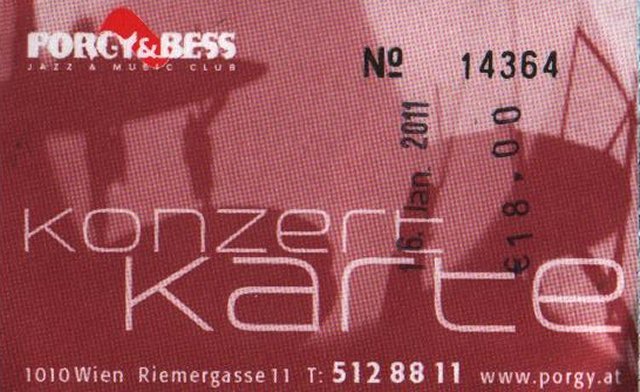 PORGY&BESS
JAZZ & MUSIC CLUB
Nº 14364
16. Jan. 2011
€18,00
konzert
karte
1010 Wien Riemergasse 11 T: 512 88 11 www.porgy.at